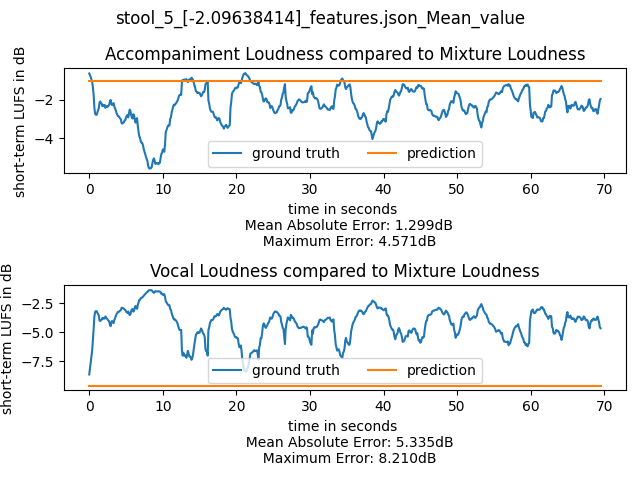 stool_5_[-2.09638414]_features.json_Mean_value
Accompaniment Loudness compared to Mixture Loudness
short-term LUFS in dB
−2
−4
ground truth
prediction
0 10 20 30 40 50 60 70
time in seconds
Mean Absolute Error: 1.299dB
Maximum Error: 4.571dB
Vocal Loudness compared to Mixture Loudness
short-term LUFS in dB
−2.5
−5.0
−7.5
ground truth
prediction
0 10 20 30 40 50 60 70
time in seconds
Mean Absolute Error: 5.335dB
Maximum Error: 8.210dB